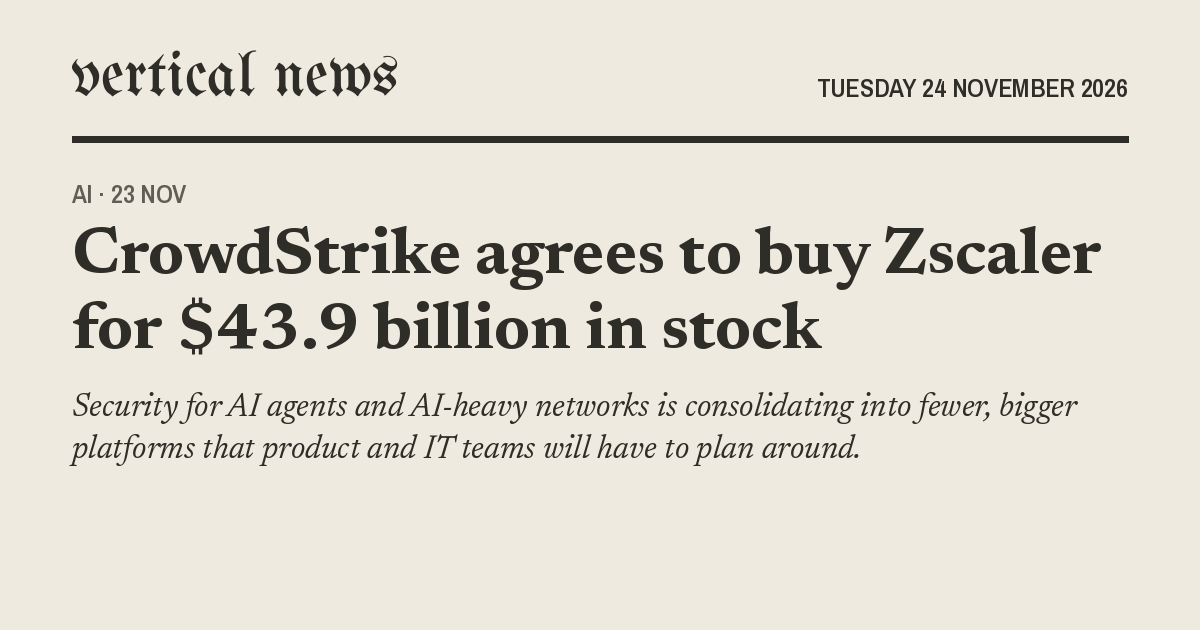 vertical news
TUESDAY 24 NOVEMBER 2026
AI · 23 NOV
CrowdStrike agrees to buy Zscaler
for $43.9 billion in stock
Security for AI agents and AI-heavy networks is consolidating into fewer, bigger
platforms that product and IT teams will have to plan around.